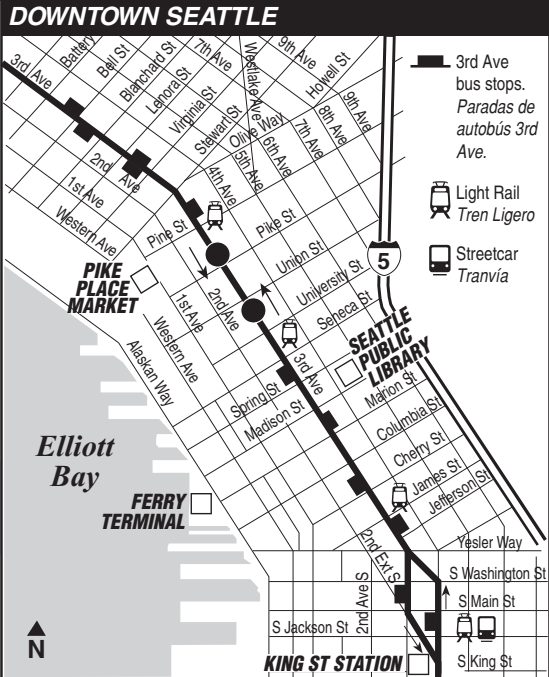 DOWNTOWN SEATTLE
3rd Ave
Battery
Bell St
Blanchard St
Lenora St
Virginia St
7th Ave
Westlake Ave
9th Ave
Howell St
Stewart St
Olive Way
4th Ave
5th Ave
6th Ave
7th Ave
8th Ave
9th Ave
2nd Ave
1st Ave
Western Ave
Pine St
Pike St
Union St
University St
Seneca St
5
3rd Ave
bus stops.
Paradas de
autobús 3rd
Ave.
Light Rail
Tren Ligero
Streetcar
Tranvía
PIKE
PLACE
MARKET
1st Ave
2nd Ave
Western Ave
Alaskan Way
3rd Ave
SEATTLE
PUBLIC
LIBRARY
Spring St
Madison St
Marion St
Columbia St
Cherry St
James St
Jefferson St
Elliott
Bay
FERRY
TERMINAL
Yesler Way
2nd Ext S
2nd Ave S
S Washington St
S Main St
S Jackson St
S King St
KING ST STATION
N